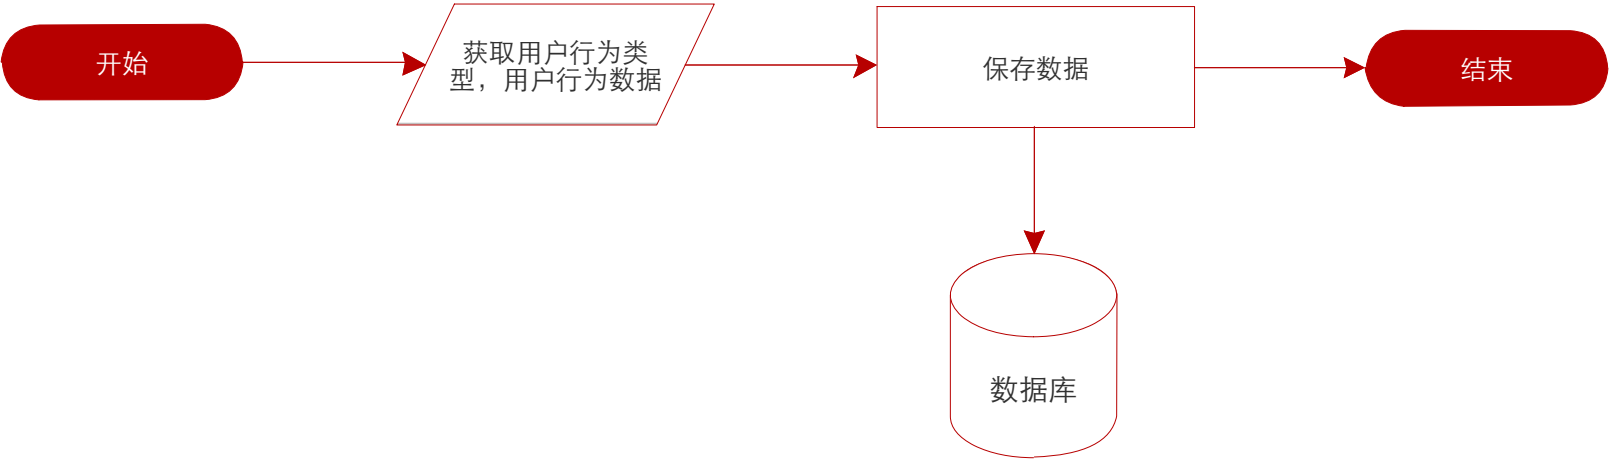 开始
获取用户行为类
型，用户行为数据
保存数据
结束
数据库